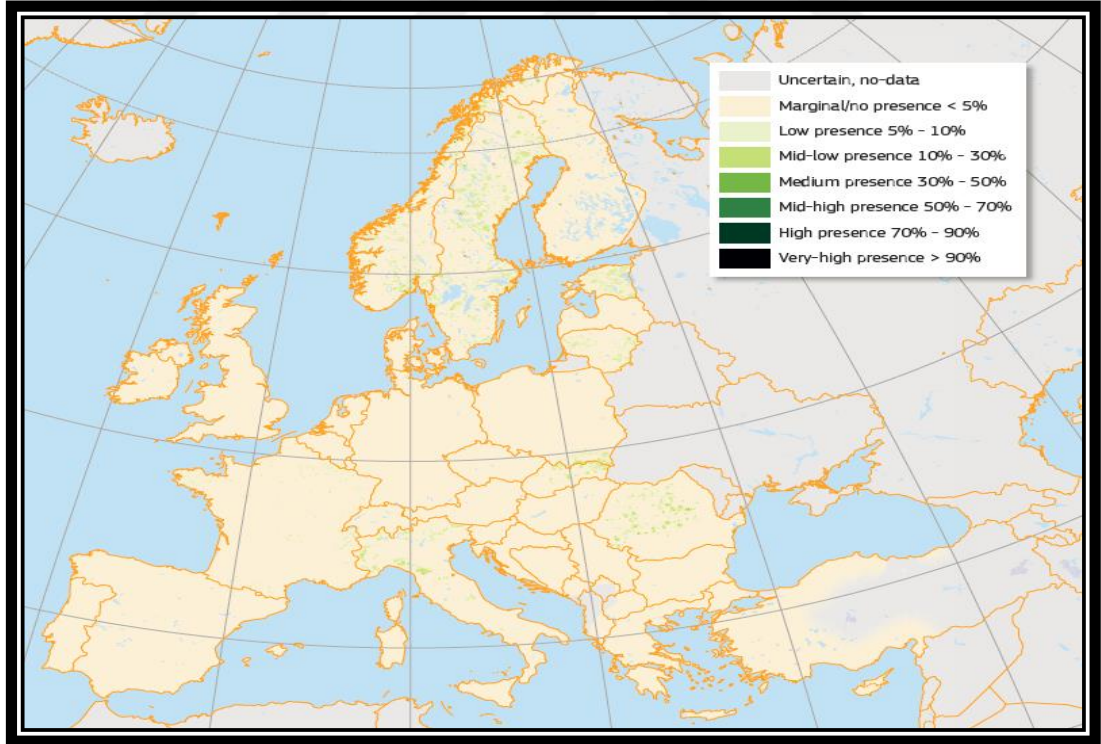 Uncertain, no-data
Marginal/no presence < 5%
Low presence 5% - 10%
Mid-low presence 10% - 30%
Medium presence 30% - 50%
Mid-high presence 50% - 70%
High presence 70% - 90%
Very-high presence > 90%